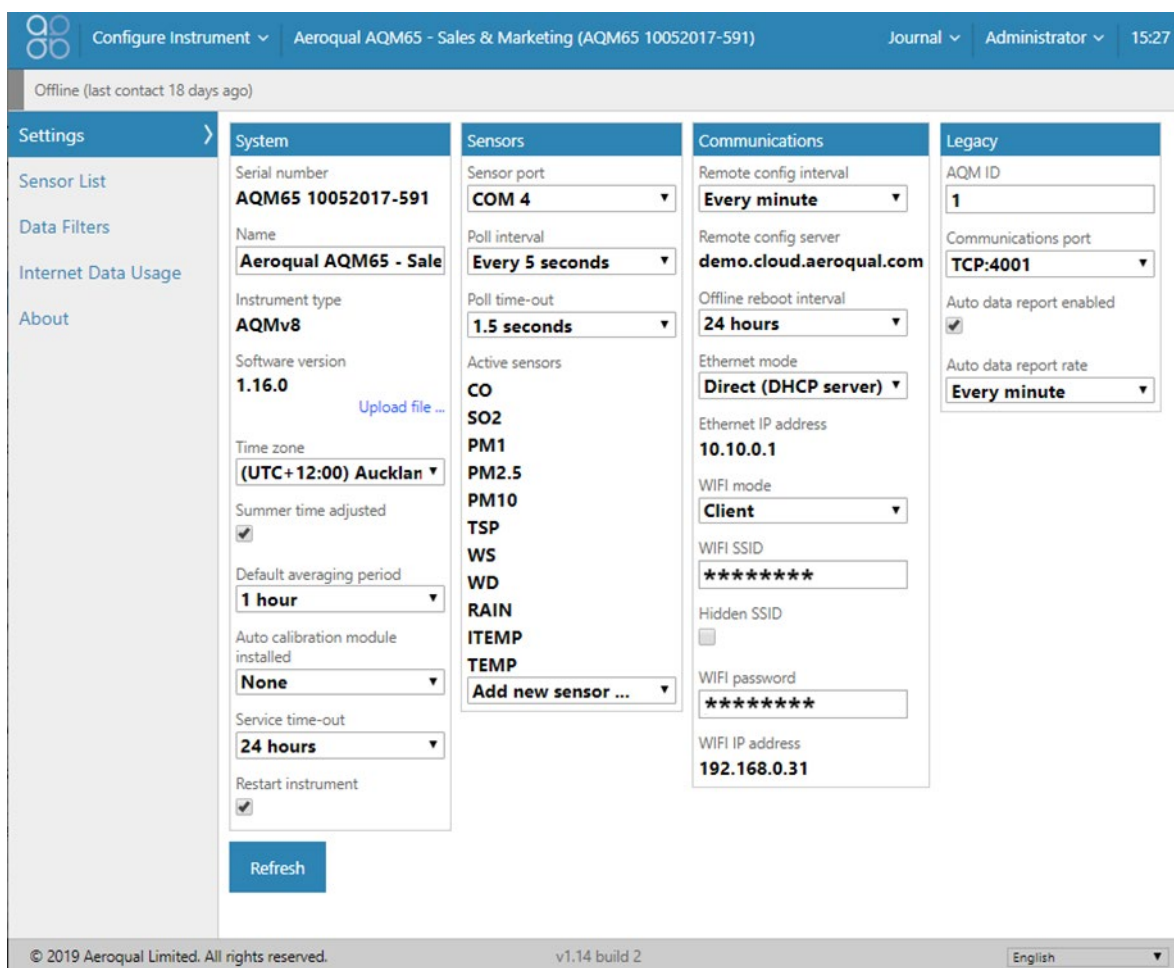 Configure Instrument
Aeroqual AQM65 - Sales & Marketing (AQM65 10052017-591)
Journal
Administrator
15:27
Offline (last contact 18 days ago)
Settings
Sensor List
Data Filters
Internet Data Usage
About
System
Serial number
AQM65 10052017-591
Name
Aeroqual AQM65 - Sale
Instrument type
AQMv8
Software version
1.16.0
Upload file ...
Time zone
(UTC+12:00) Aucklan
Summer time adjusted
Default averaging period
1 hour
Auto calibration module
installed
None
Service time-out
24 hours
Restart instrument
Refresh
Sensors
Sensor port
COM 4
Poll interval
Every 5 seconds
Poll time-out
1.5 seconds
Active sensors
CO
SO2
PM1
PM2.5
PM10
TSP
WS
WD
RAIN
ITEMP
TEMP
Add new sensor ...
Communications
Remote config interval
Every minute
Remote config server
demo.cloud.aeroqual.com
Offline reboot interval
24 hours
Ethernet mode
Direct (DHCP server)
Ethernet IP address
10.10.0.1
WIFI mode
Client
WIFI SSID
********
Hidden SSID
WIFI password
********
WIFI IP address
192.168.0.31
Legacy
AQM ID
1
Communications port
TCP:4001
Auto data report enabled
Auto data report rate
Every minute
© 2019 Aeroqual Limited. All rights reserved.
v1.14 build 2
English